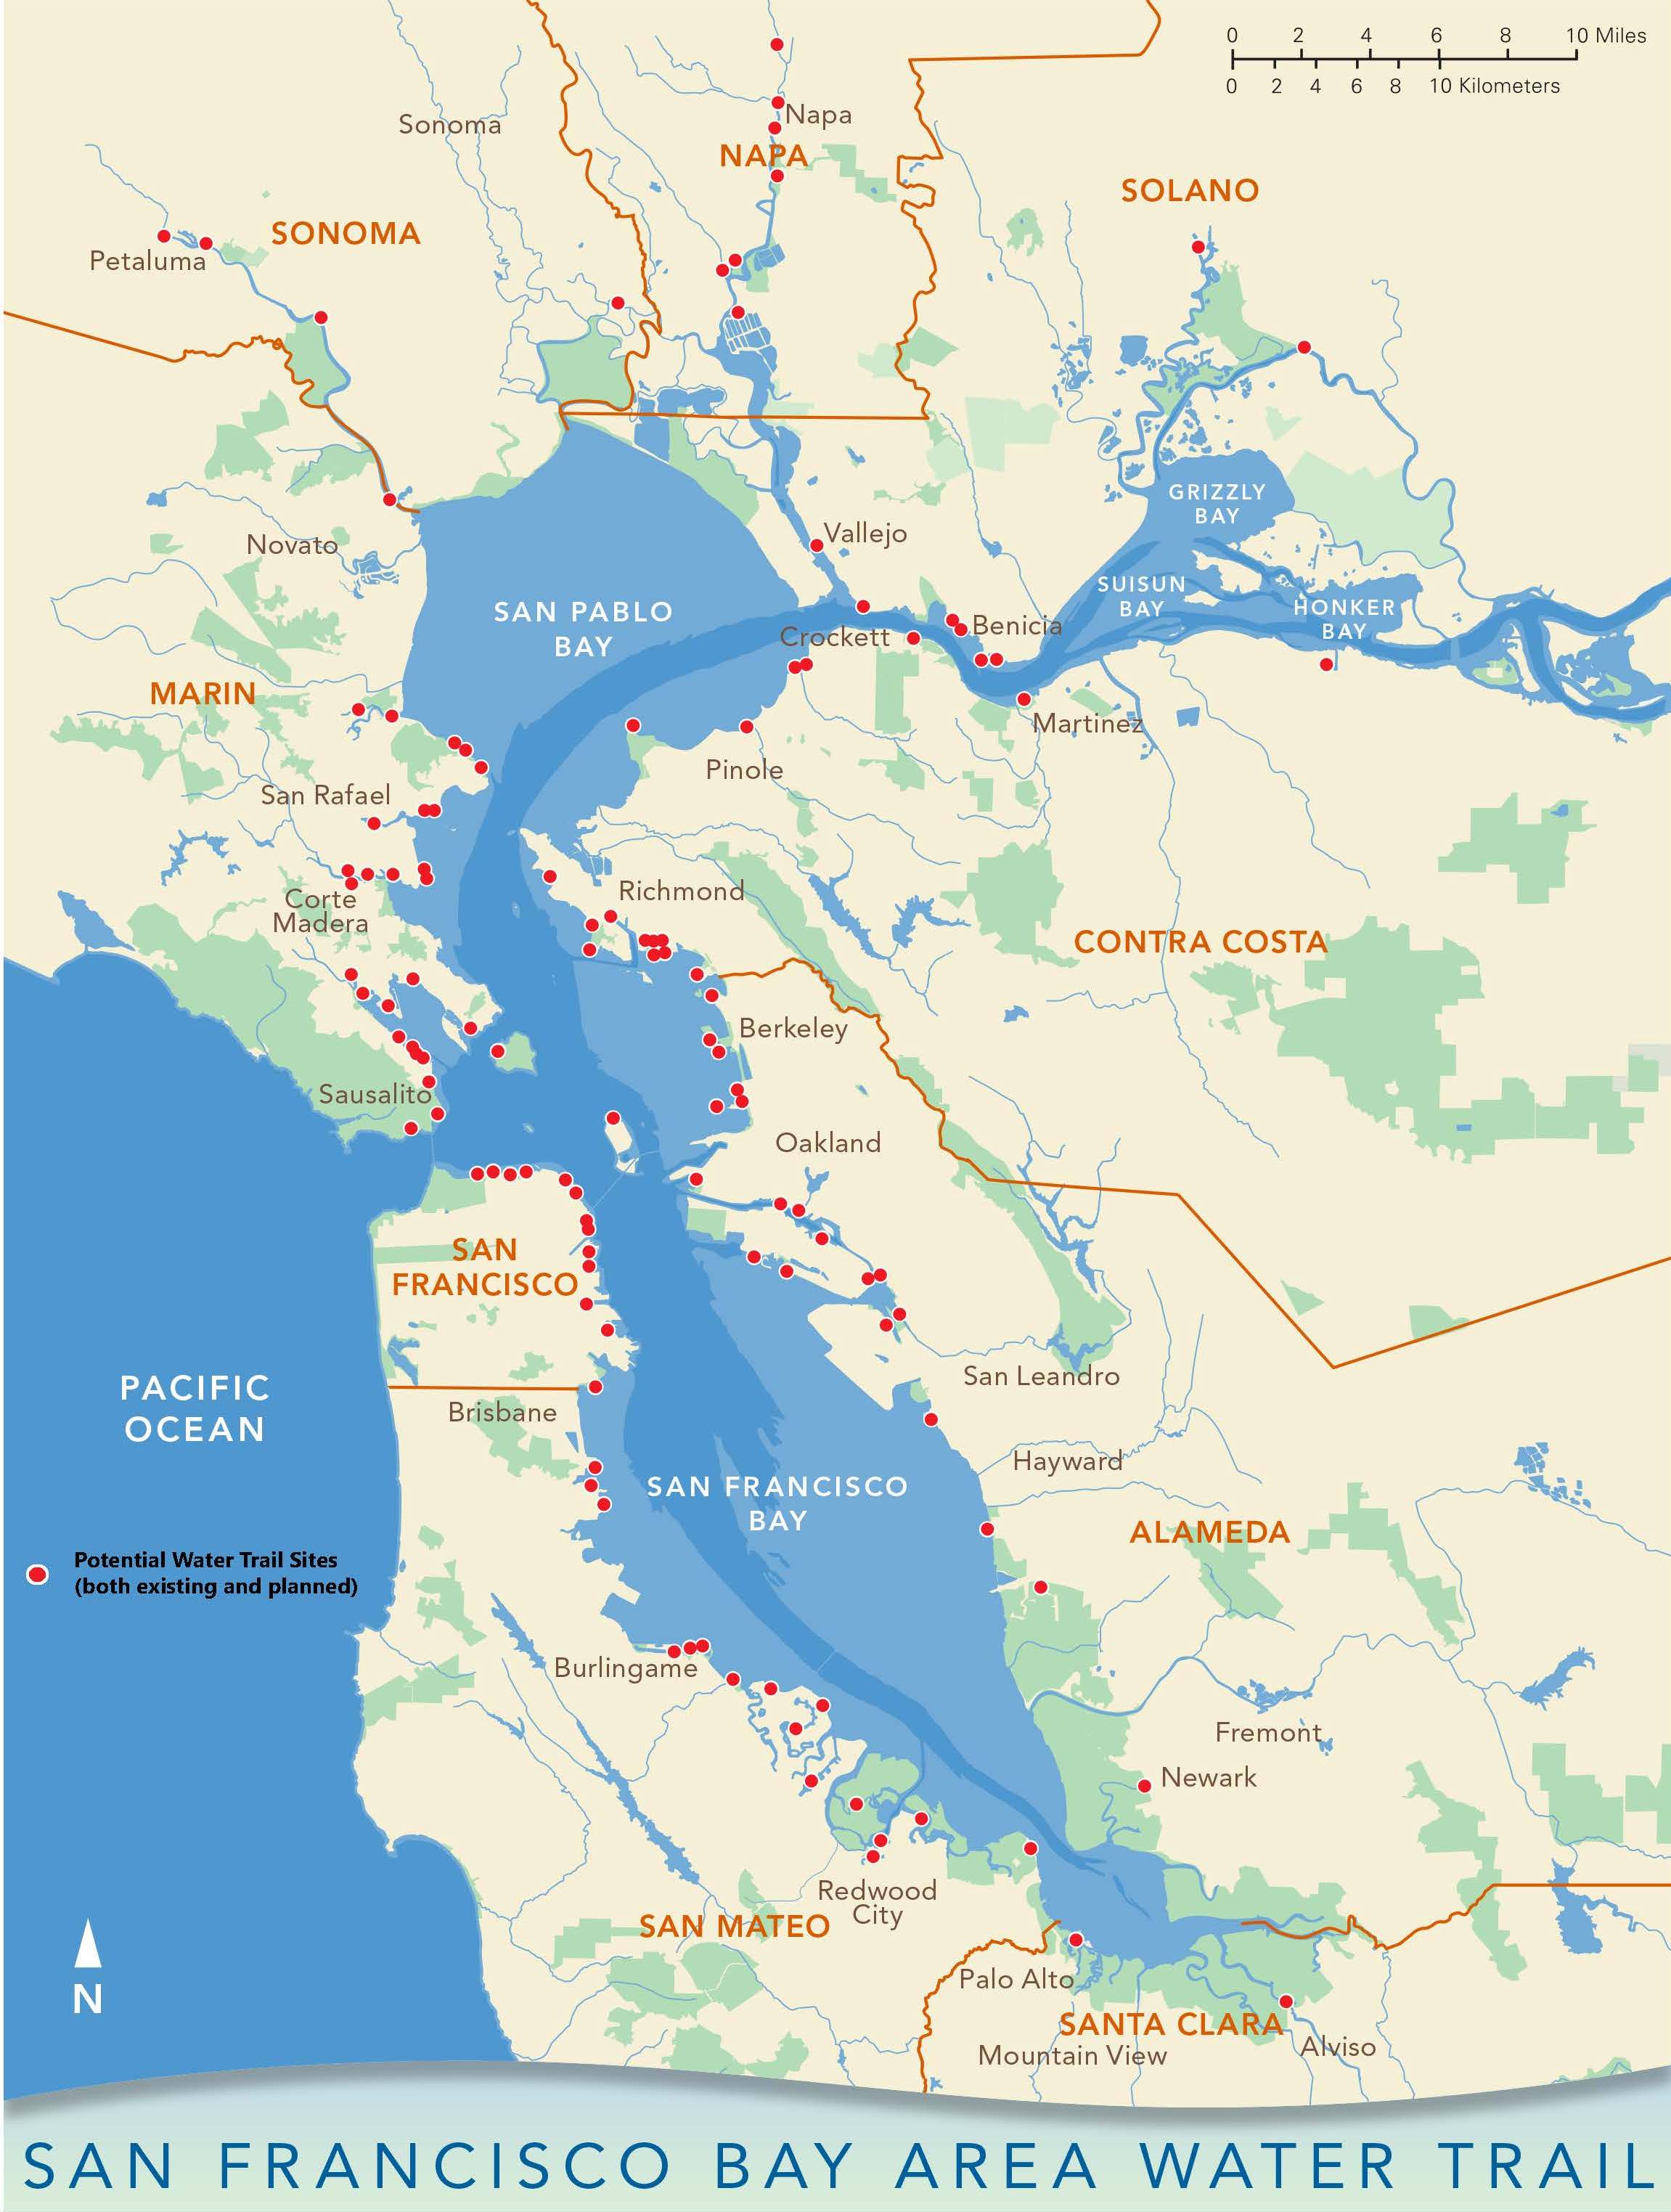 0 2 4 6 8 10 Miles
0 2 4 6 8 10 Kilometers
Sonoma
Napa
NAPA
SOLANO
SONOMA
Petaluma
GRIZZLY
BAY
Vallejo
Novato
SUISUN
BAY
HONKER
BAY
SAN PABLO
BAY
Crockett
Benicia
MARIN
Martinez
Pinole
San Rafael
Richmond
Corte
Madera
CONTRA COSTA
Berkeley
Sausalito
Oakland
SAN
FRANCISCO
San Leandro
PACIFIC
OCEAN
Brisbane
Hayward
SAN FRANCISCO
BAY
ALAMEDA
Potential Water Trail Sites
(both existing and planned)
Burlingame
Fremont
Newark
Redwood
City
SAN MATEO
N
Palo Alto
SANTA CLARA
Mountain View
Alviso
SAN FRANCISCO BAY AREA WATER TRAIL